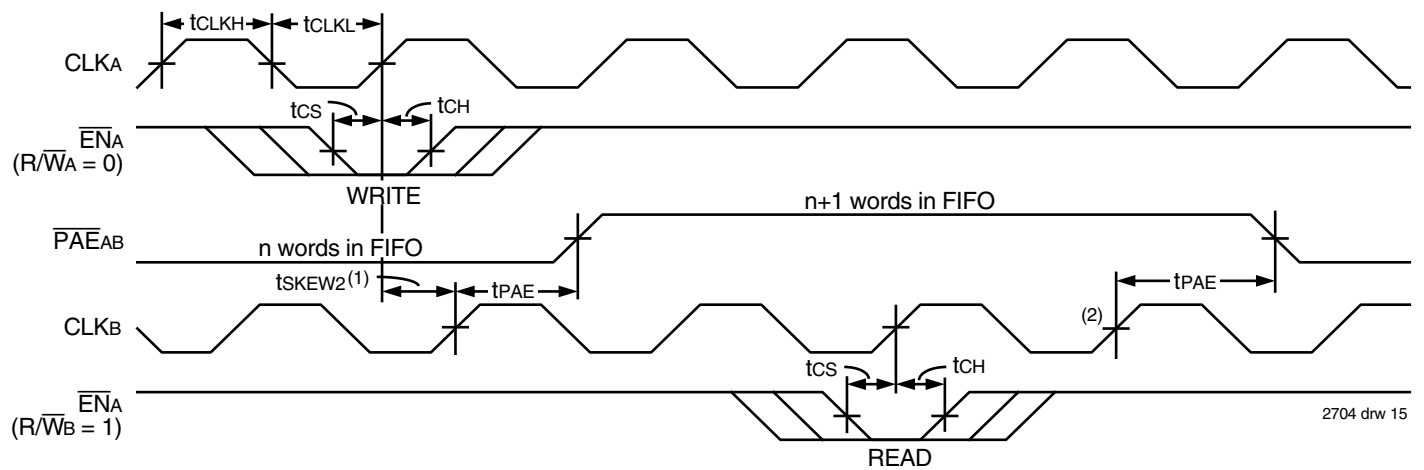 tCLKH tCLKL
CLKA
tCS tCH
ENA
(R/WA = 0)
WRITE
n+1 words in FIFO
PAEAB
n words in FIFO
tSKEW2(1) tPAE tPAE
CLKB (2)
tCS tCH
ENA
(R/WB = 1)
2704 drw 15
READ